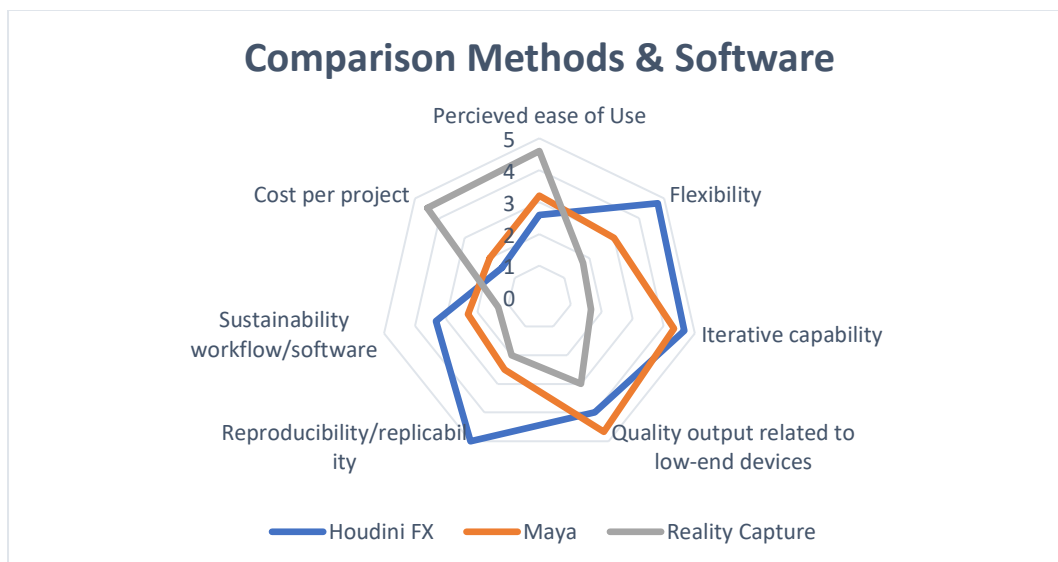 Comparison Methods & Software
Percieved ease of Use
5
4
3
2
1
0
Cost per project
Flexibility
Sustainability
workflow/software
Iterative capability
Reproducibility/replicabil
ity
Quality output related to
low-end devices
Houdini FX
Maya
Reality Capture